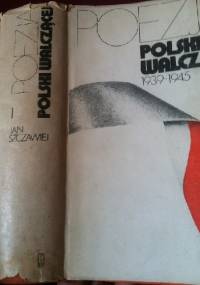 POEZJA
POLSKI WALCZĄCEJ
I
JAN
SZCZAWIEJ
POEZJ
POLSKI
WALCZ
1939-1945